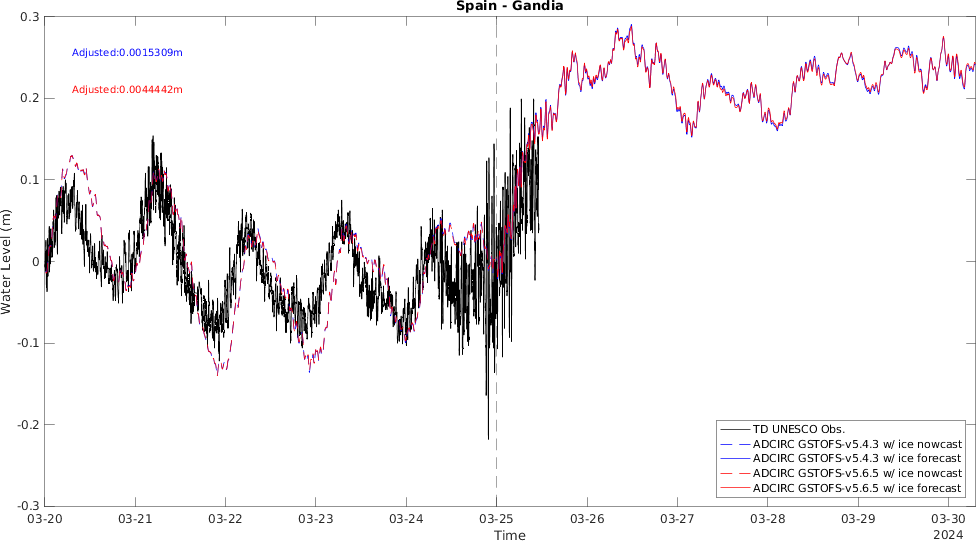 Spain - Gandia
Adjusted:0.0015309m
Adjusted:0.0044442m
0.3
0.2
0.1
0
-0.1
-0.2
-0.3
Water Level (m)
TD UNESCO Obs.
ADCIRC GSTOFS-v5.4.3 w/ ice nowcast
ADCIRC GSTOFS-v5.4.3 w/ ice forecast
ADCIRC GSTOFS-v5.6.5 w/ ice nowcast
ADCIRC GSTOFS-v5.6.5 w/ ice forecast
03-20 03-21 03-22 03-23 03-24 03-25 03-26 03-27 03-28 03-29 03-30
Time
2024